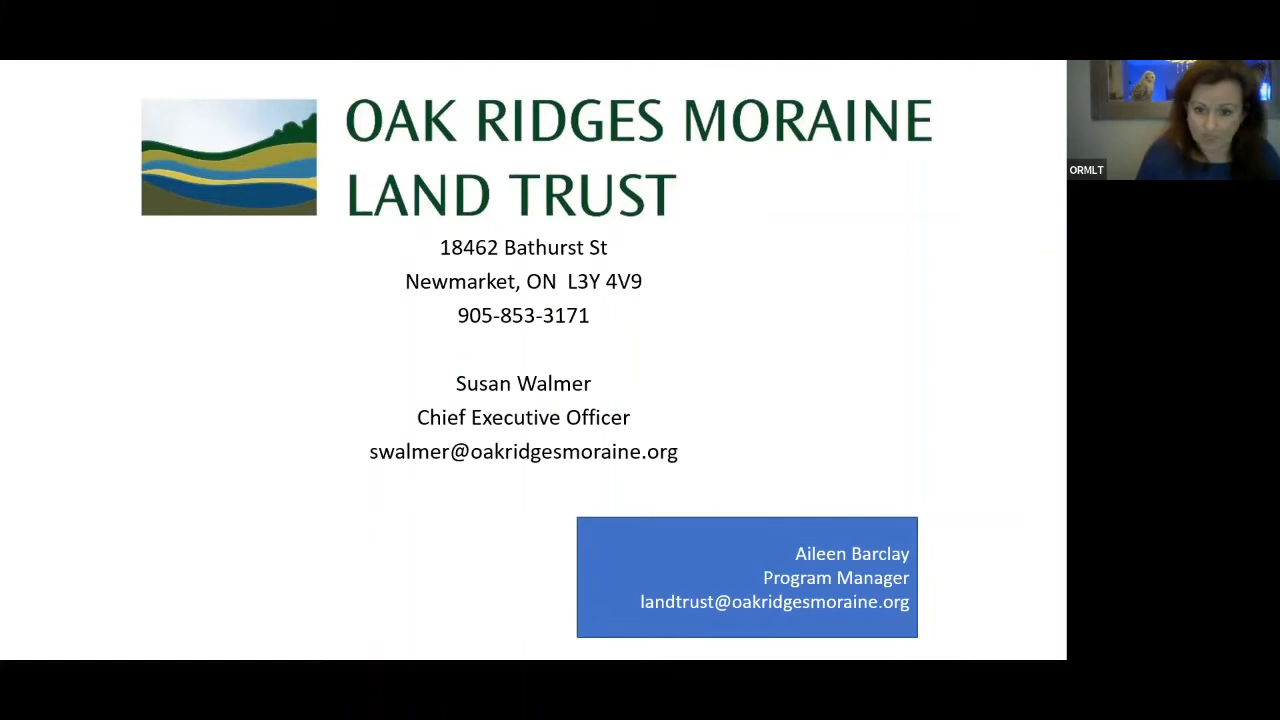 OAK RIDGES MORAINE
LAND TRUST
18462 Bathurst St
Newmarket, ON  L3Y 4V9
905-853-3171
Susan Walmer
Chief Executive Officer
swalmer@oakridgesmoraine.org
Aileen Barclay
Program Manager
landtrust@oakridgesmoraine.org
ORMLT